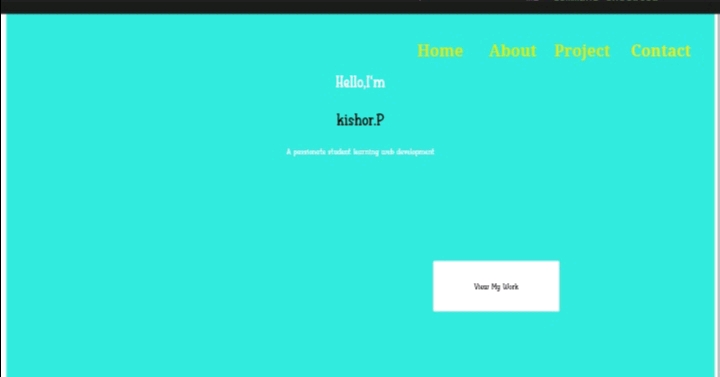 Home About Project Contact
Hello,I'm
kishor.P
A passionate student learning web development
View My Work